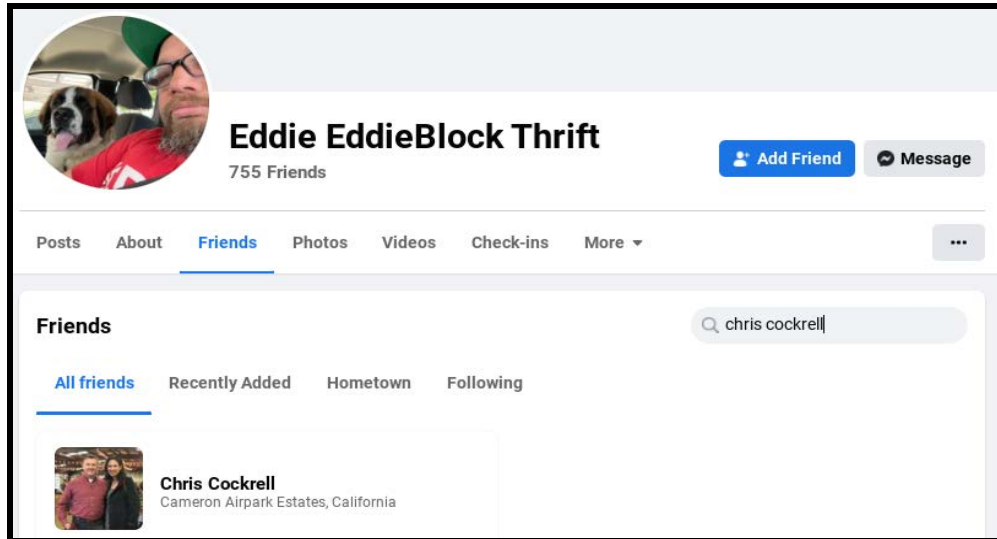 Eddie EddieBlock Thrift
755 Friends
Add Friend
Message
Posts About Friends Photos Videos Check-ins More
Friends
chris cockrell
All friends Recently Added Hometown Following
Chris Cockrell
Cameron Airpark Estates, California